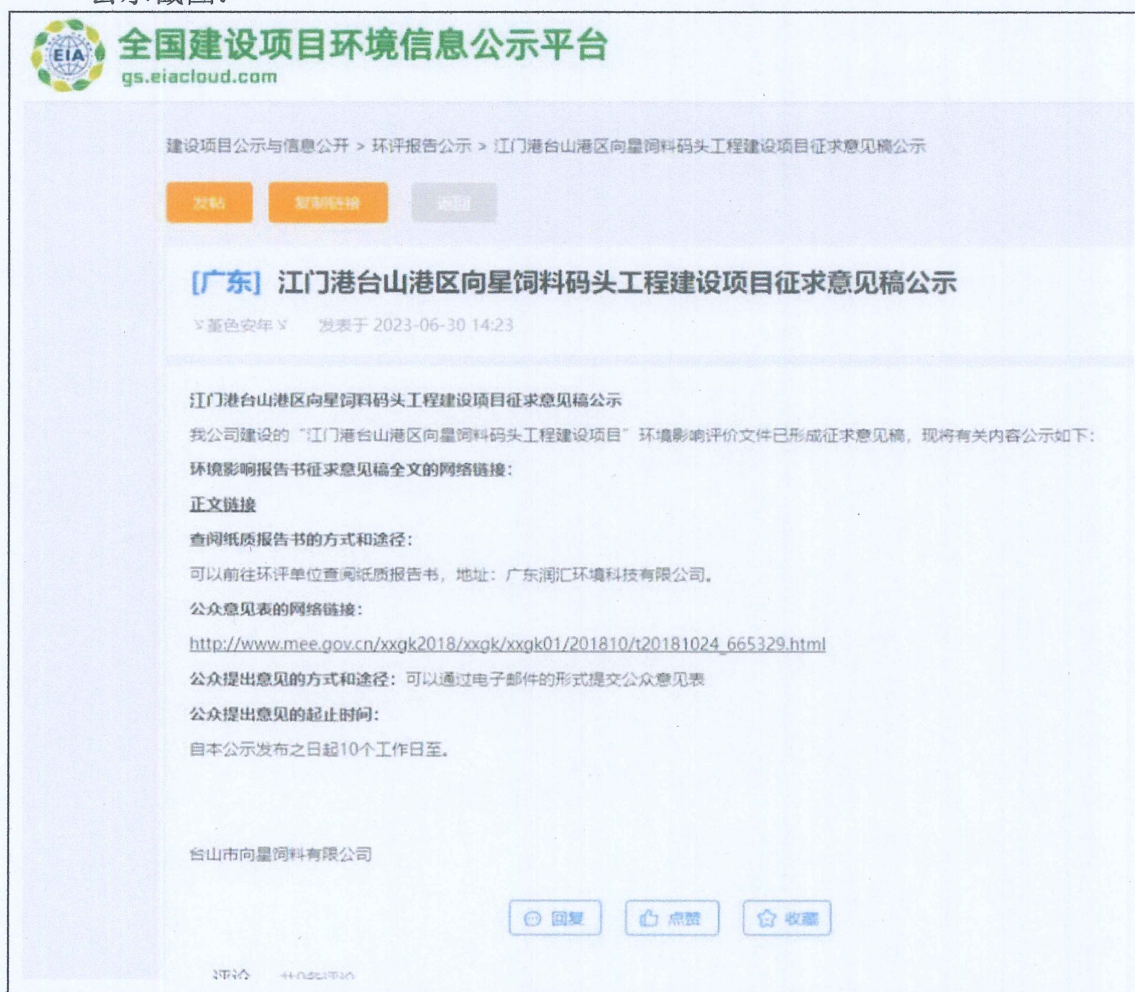 EIA
全国建设项目环境信息公示平台
gs.eiacloud.com
建设项目公示与信息公开 > 环评报告公示 > 江门港台山港区向星饲料码头工程建设项目征求意见稿公示
发帖 复制链接 返回
[广东] 江门港台山港区向星饲料码头工程建设项目征求意见稿公示
ゞ堇色安年ゞ 发表于 2023-06-30 14:23
江门港台山港区向星饲料码头工程建设项目征求意见稿公示
我公司建设的“江门港台山港区向星饲料码头工程建设项目”环境影响评价文件已形成征求意见稿，现将有关内容公示如下：
环境影响报告书征求意见稿全文的网络链接：
正文链接
查阅纸质报告书的方式和途径：
可以前往环评单位查阅纸质报告书，地址：广东润汇环境科技有限公司。
公众意见表的网络链接：
http://www.mee.gov.cn/xxgk2018/xxgk/xxgk01/201810/t20181024_665329.html
公众提出意见的方式和途径：可以通过电子邮件的形式提交公众意见表
公众提出意见的起止时间：
自本公示发布之日起10个工作日至。
台山市向星饲料有限公司
回复 点赞 收藏
评论